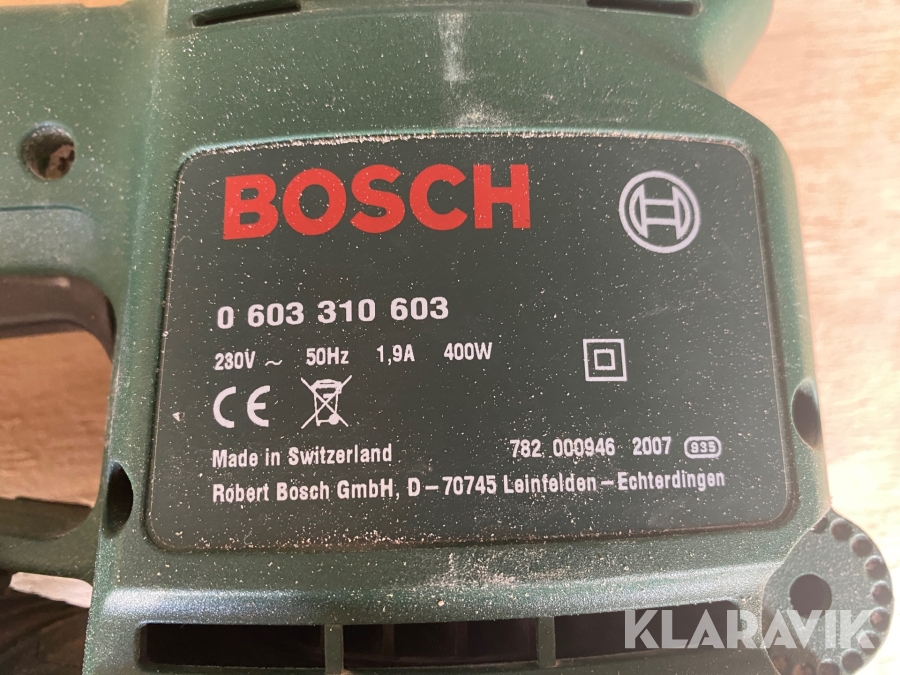 BOSCH
0 603 310 603
230V ~ 50Hz 1,9A 400W
CE
Made in Switzerland 782 000946 2007 935
Robert Bosch GmbH, D-70745 Leinfelden-Echterdingen
KLARAVIK